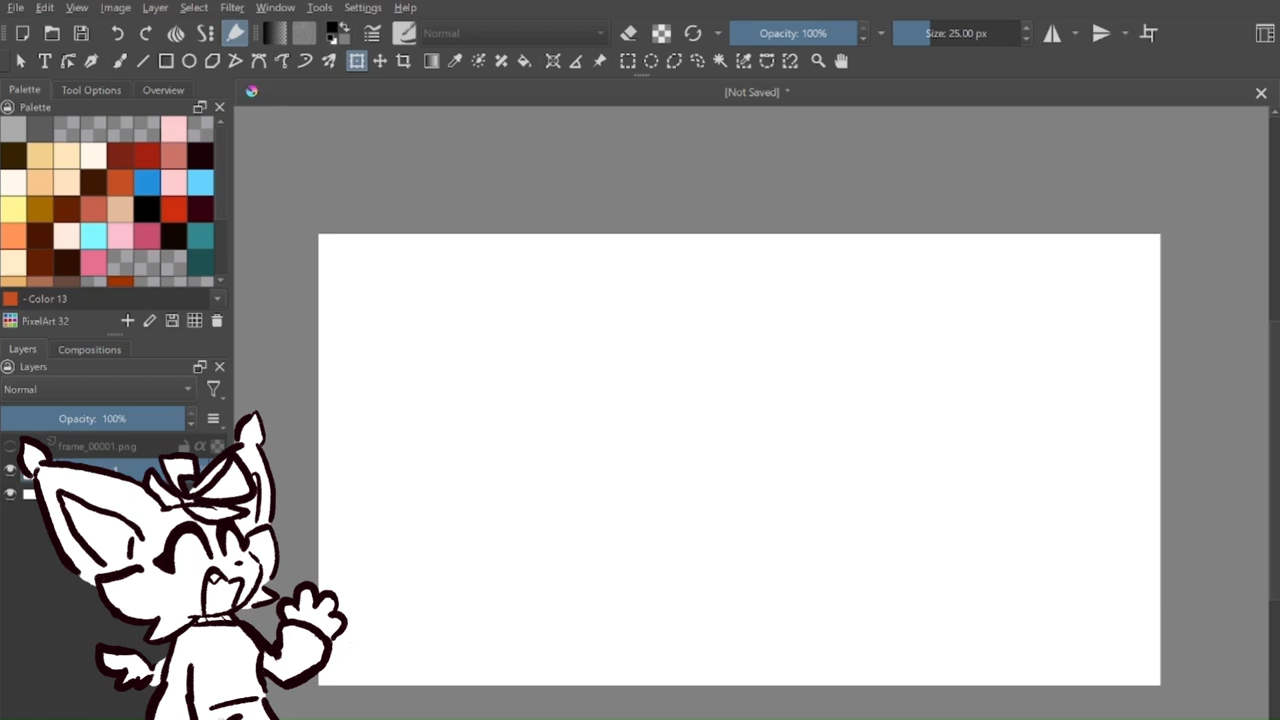 File Edit View Image Layer Select Filter Window Tools Settings Help
Normal Opacity: 100% Size: 25.00 px
Palette Tool Options Overview
[Not Saved] *
Palette
- Color 13
PixelArt 32
Layers Compositions
Layers
Normal
Opacity: 100%
frame_00001.png